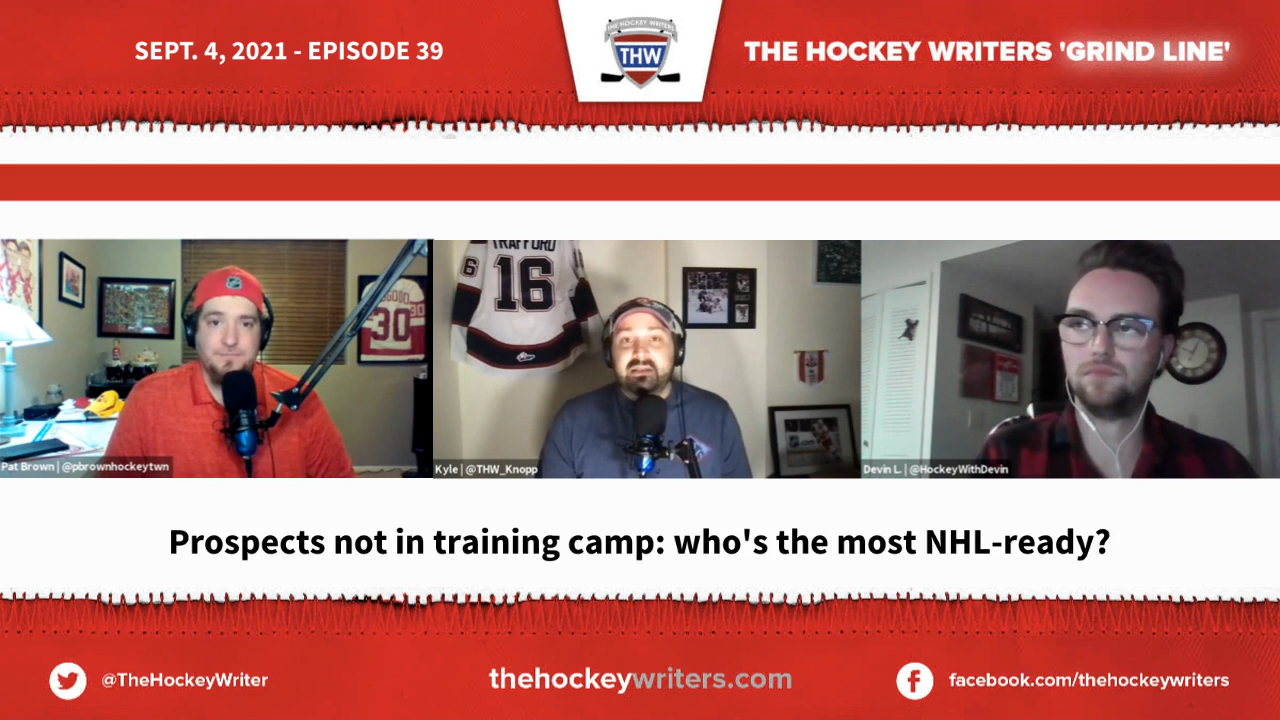 SEPT. 4, 2021 - EPISODE 39
THE HOCKEY WRITERS
THW
THE HOCKEY WRITERS 'GRIND LINE'
30
30
TRAFFORD
6
16
Pat Brown | @pbrownhockeytwn
Kyle | @THW_Knopp
Devin L. | @HockeyWithDevin
Prospects not in training camp: who's the most NHL-ready?
@TheHockeyWriter
thehockeywriters.com
facebook.com/thehockeywriters